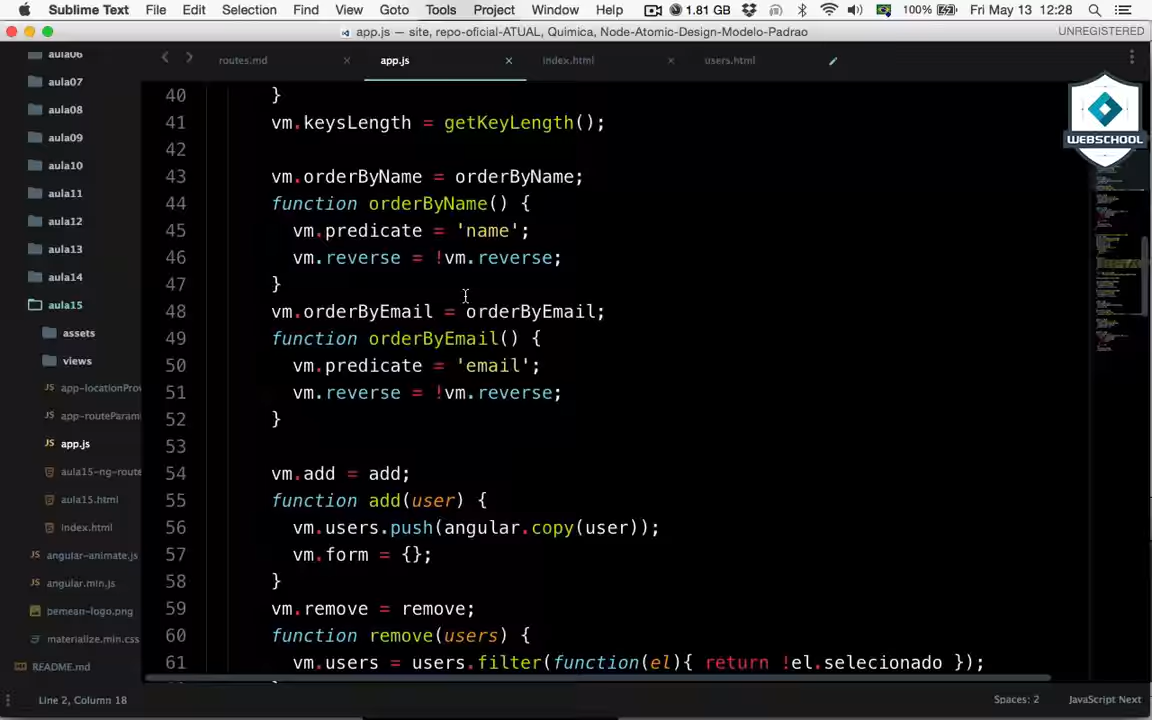 Sublime Text File Edit Selection Find View Goto Tools Project Window Help 1.81 GB 100% Fri May 13 12:28
app.js — site, repo-oficial-ATUAL, Quimica, Node-Atomic-Design-Modelo-Padrao UNREGISTERED
routes.md × app.js × index.html × users.html
WEBSCHOOL
aula06
aula07
aula08
aula09
aula10
aula11
aula12
aula13
aula14
aula15
assets
views
JS app-locationPro
JS app-routeParam
JS app.js
aula15-ng-route
aula15.html
index.html
JS angular-animate.js
JS angular.min.js
bemean-logo.png
materialize.min.css
README.md
40 }
41 vm.keysLength = getKeyLength();
42
43 vm.orderByName = orderByName;
44 function orderByName() {
45 vm.predicate = 'name';
46 vm.reverse = !vm.reverse;
47 }
48 vm.orderByEmail = orderByEmail;
49 function orderByEmail() {
50 vm.predicate = 'email';
51 vm.reverse = !vm.reverse;
52 }
53
54 vm.add = add;
55 function add(user) {
56 vm.users.push(angular.copy(user));
57 vm.form = {};
58 }
59 vm.remove = remove;
60 function remove(users) {
61 vm.users = users.filter(function(el){ return !el.selecionado });
Line 2, Column 18 Spaces: 2 JavaScript Next